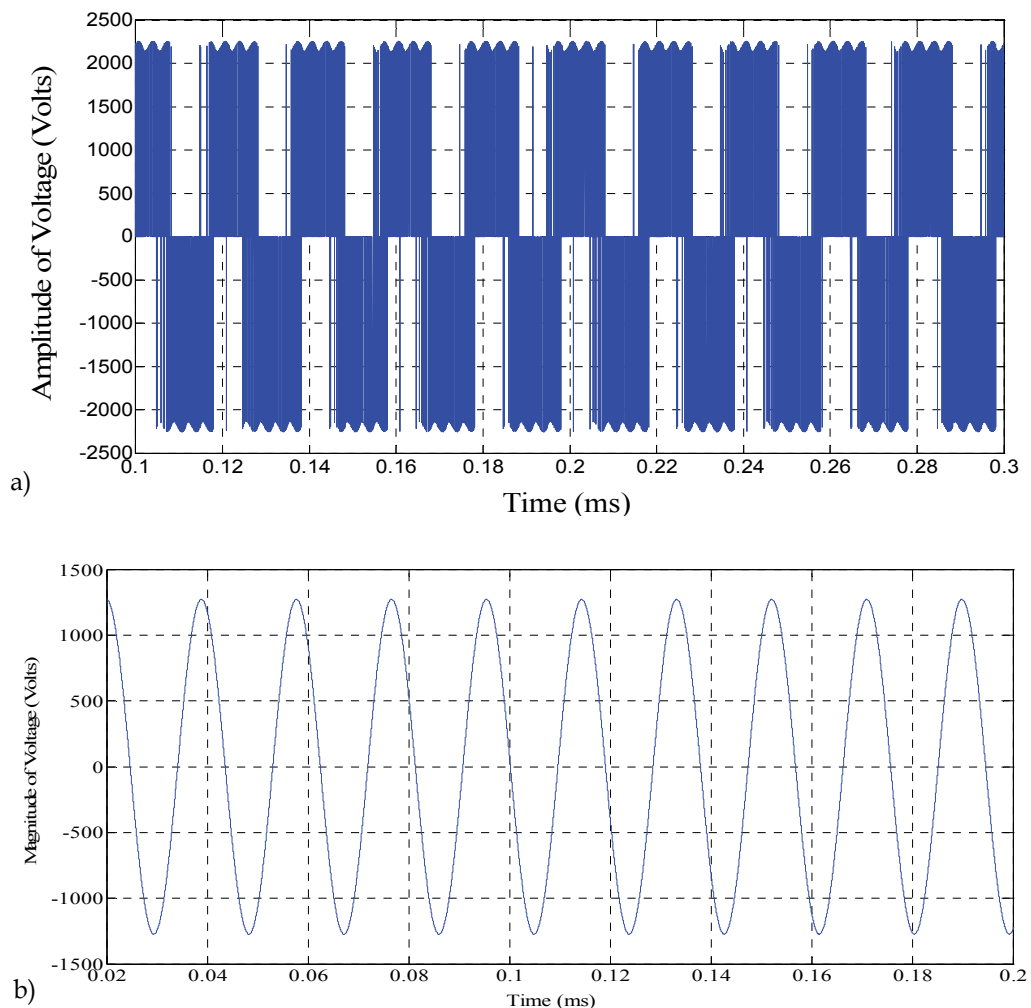 2500
2000
1500
1000
500
0
-500
-1000
-1500
-2000
-2500
Amplitude of Voltage (Volts)
0.1 0.12 0.14 0.16 0.18 0.2 0.22 0.24 0.26 0.28 0.3
a)
Time (ms)
1500
1000
500
0
-500
-1000
-1500
Magnitude of Voltage (Volts)
0.02 0.04 0.06 0.08 0.1 0.12 0.14 0.16 0.18 0.2
b)
Time (ms)